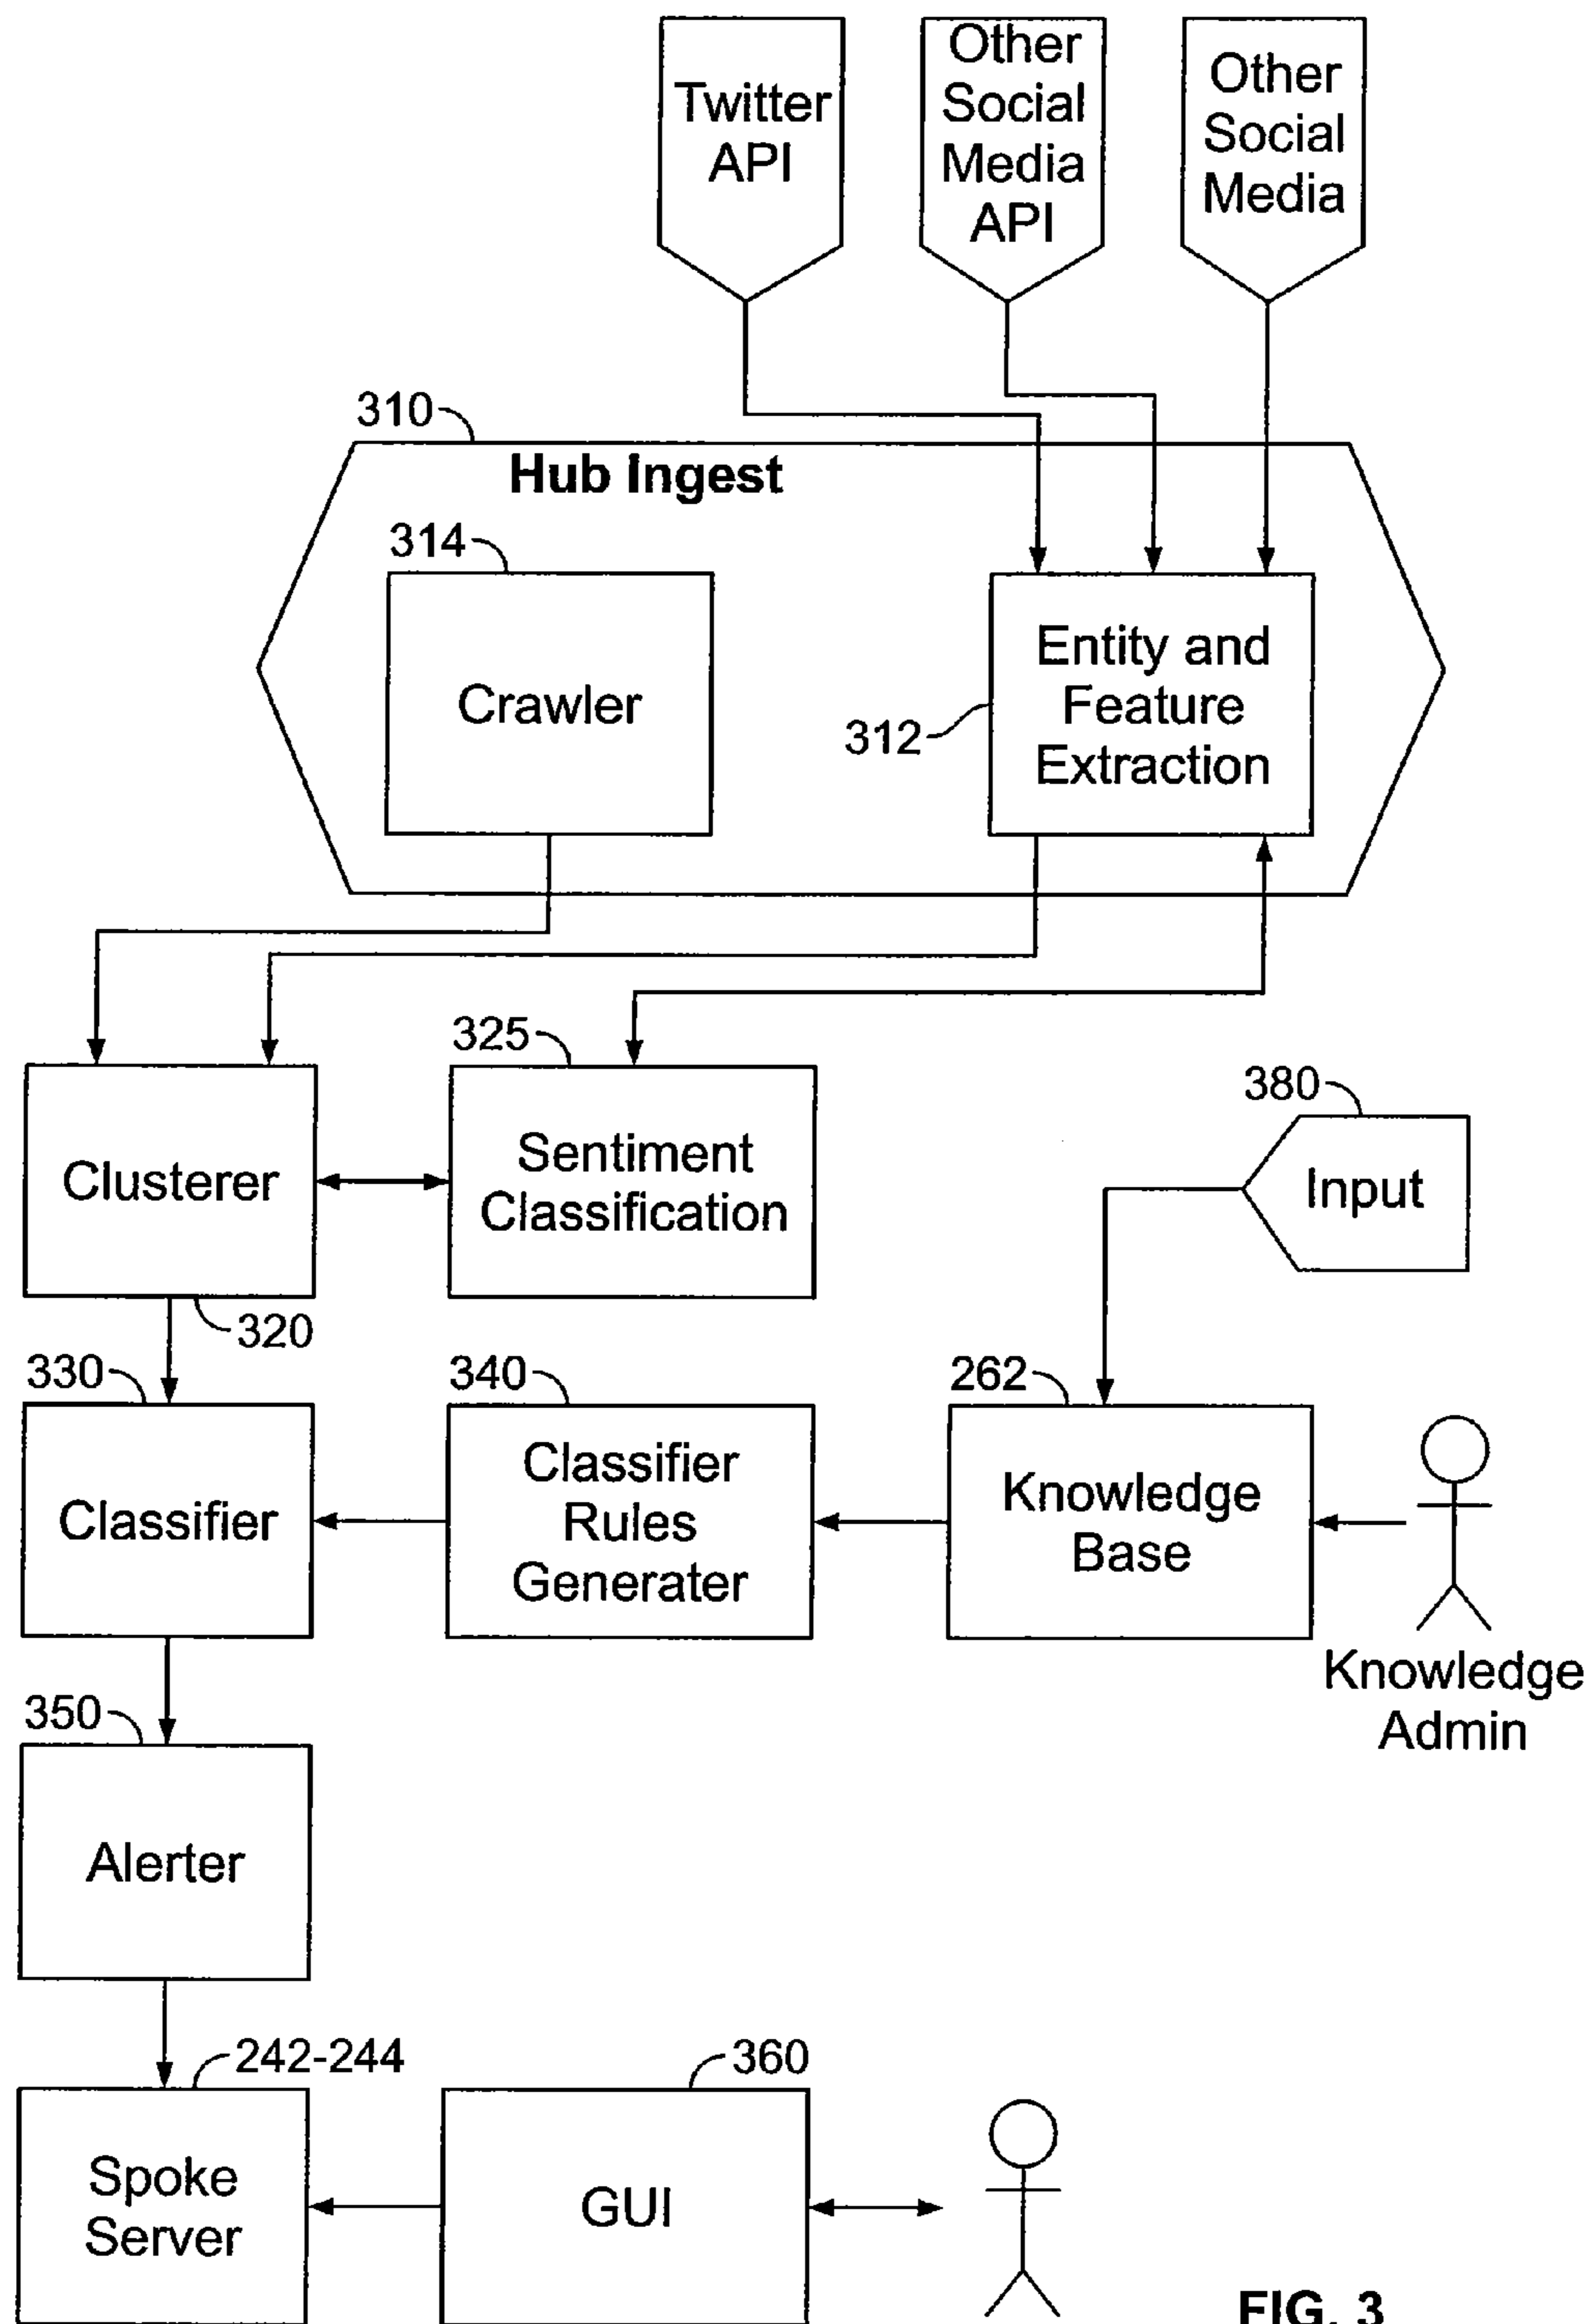 Twitter
API
Other
Social
Media
API
Other
Social
Media
310
Hub Ingest
314
Crawler
312
Entity and
Feature
Extraction
325
380
Clusterer
Sentiment
Classification
Input
320
330
340
262
Classifier
Classifier
Rules
Generater
Knowledge
Base
Knowledge
Admin
350
Alerter
242-244
360
Spoke
Server
GUI
FIG. 3